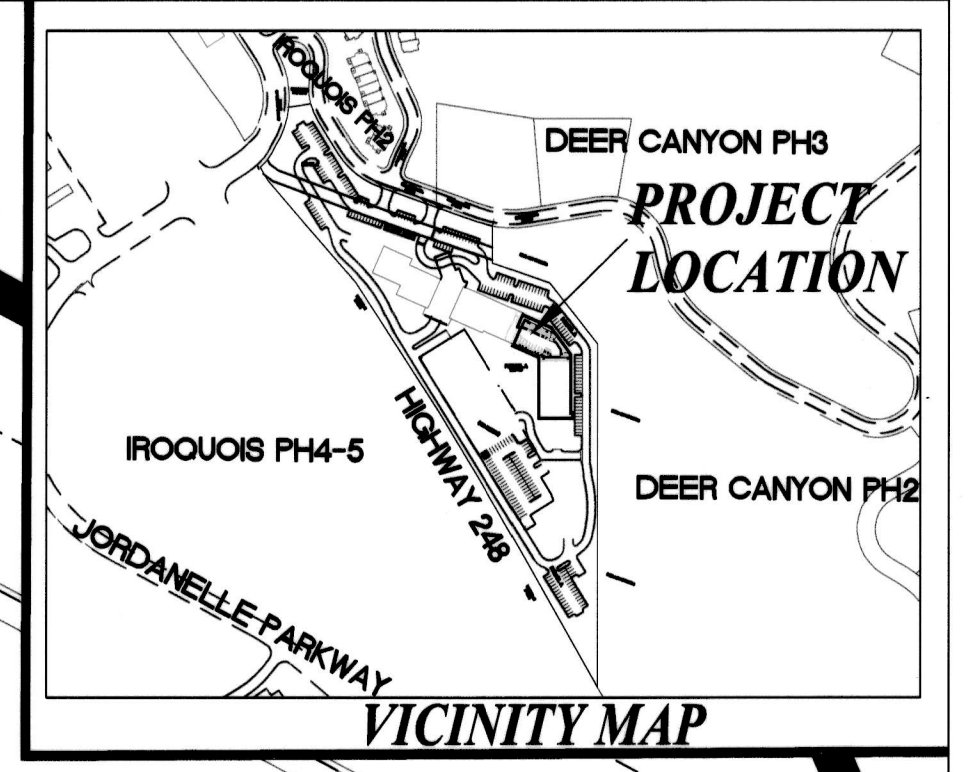 IROQUOIS PH2
DEER CANYON PH3
PROJECT
LOCATION
IROQUOIS PH4-5
HIGHWAY 248
DEER CANYON PH2
JORDANELLE PARKWAY
VICINITY MAP